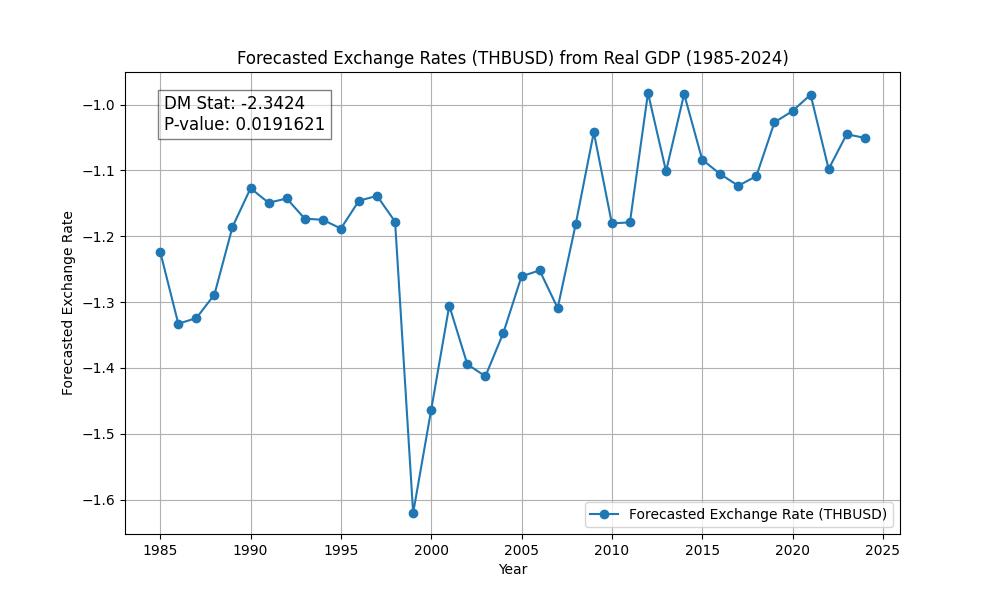 Forecasted Exchange Rates (THBUSD) from Real GDP (1985-2024)
DM Stat: -2.3424
P-value: 0.0191621
Forecasted Exchange Rate
−1.0
−1.1
−1.2
−1.3
−1.4
−1.5
−1.6
Forecasted Exchange Rate (THBUSD)
1985 1990 1995 2000 2005 2010 2015 2020 2025
Year